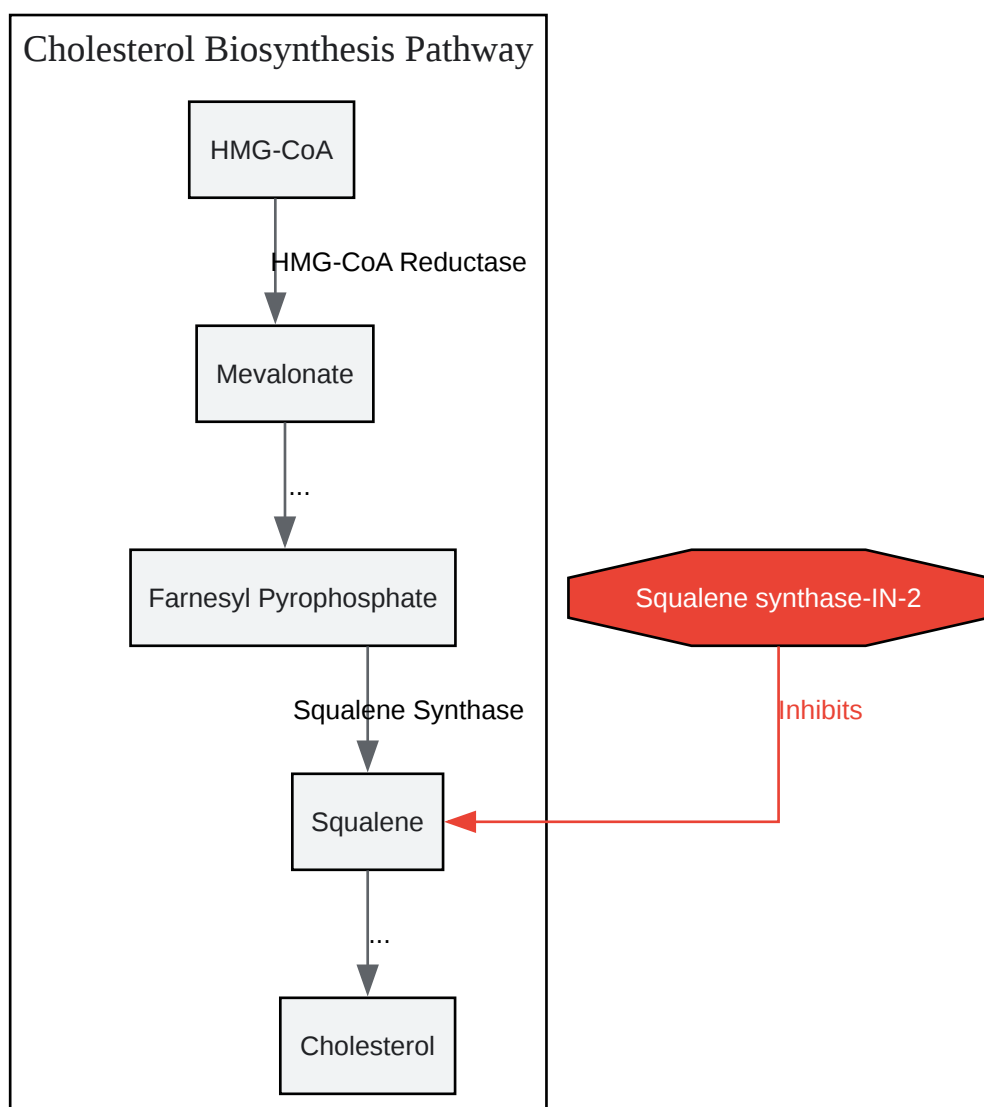 Cholesterol Biosynthesis Pathway
HMG-CoA
HMG-CoA Reductase
Mevalonate
...
Farnesyl Pyrophosphate
Squalene synthase-IN-2
Squalene Synthase
Inhibits
Squalene
...
Cholesterol